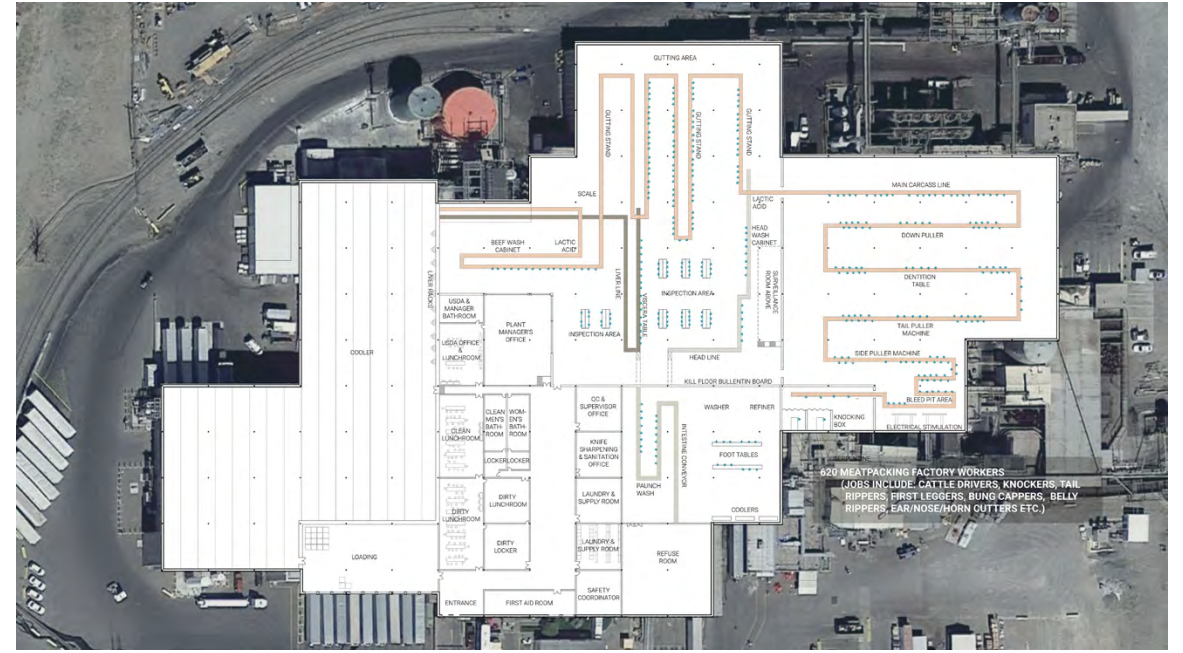 GUTTING AREA
GUTTING STAND
GUTTING STAND
GUTTING STAND
MAIN CARCASS LINE
SCALE
LACTIC
ACID
HEAD
WASH
CABINET
DOWN PULLER
BEEF WASH
CABINET
LACTIC
ACID
LIVER RACKS
LIVER LINE
VISCERA TABLE
SURVEILLANCE
ROOM ABOVE
DENTITION
TABLE
INSPECTION AREA
USDA &
MANAGER
BATHROOM
PLANT
MANAGER'S
OFFICE
INSPECTION AREA
TAIL PULLER
MACHINE
USDA OFFICE
&
LUNCHROOM
COOLER
HEAD LINE
SIDE PULLER MACHINE
KILL FLOOR BULLENTIN BOARD
BLEED PIT AREA
CLEAN
LUNCHROOM
CLEAN
MEN'S
BATH-
ROOM
WOM-
EN'S
BATH-
ROOM
QC &
SUPERVISOR
OFFICE
WASHER
REFINER
KNOCKING
BOX
ELECTRICAL STIMULATION
KNIFE
SHARPENING
& SANITATION
OFFICE
INTESTINE CONVEYOR
FOOT TABLES
LOCKER
LOCKER
620 MEATPACKING FACTORY WORKERS
(JOBS INCLUDE: CATTLE DRIVERS, KNOCKERS, TAIL
RIPPERS, FIRST LEGGERS, BUNG CAPPERS, BELLY
RIPPERS, EAR/NOSE/HORN CUTTERS ETC.)
PAUNCH
WASH
DIRTY
LUNCHROOM
DIRTY
LUNCHROOM
LAUNDRY &
SUPPLY ROOM
COOLERS
DIRTY
LOCKER
LAUNDRY &
SUPPLY ROOM
REFUSE
ROOM
LOADING
ENTRANCE
FIRST AID ROOM
SAFETY
COORDINATOR